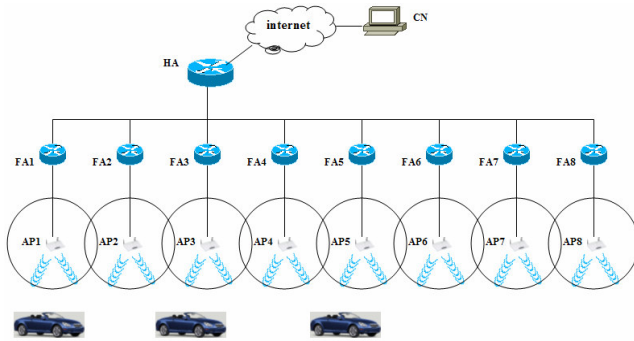 internet
CN
HA
FA1 FA2 FA3 FA4 FA5 FA6 FA7 FA8
AP1 AP2 AP3 AP4 AP5 AP6 AP7 AP8